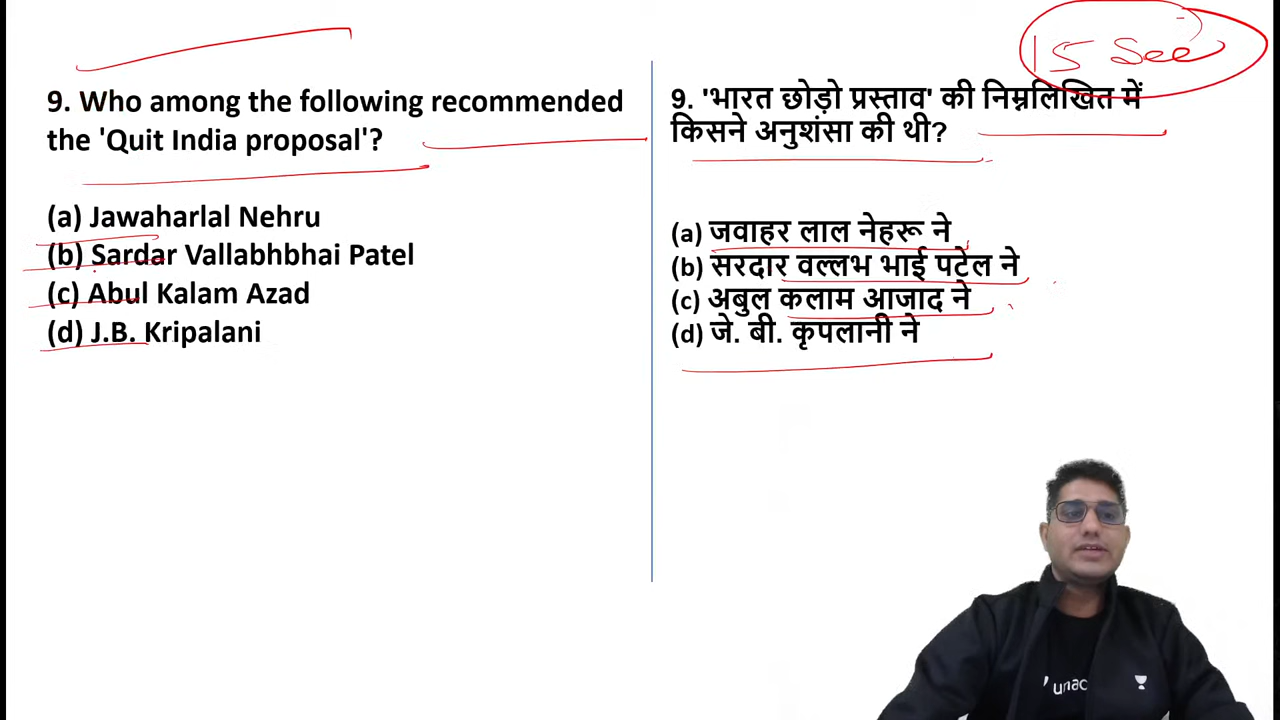 15 Sec
9. Who among the following recommended
the 'Quit India proposal'?
(a) Jawaharlal Nehru
(b) Sardar Vallabhbhai Patel
(c) Abul Kalam Azad
(d) J.B. Kripalani
9. 'भारत छोड़ो प्रस्ताव' की निम्नलिखित में
किसने अनुशंसा की थी?
(a) जवाहर लाल नेहरू ने
(b) सरदार वल्लभ भाई पटेल ने
(c) अबुल कलाम आजाद ने
(d) जे. बी. कृपलानी ने
unac